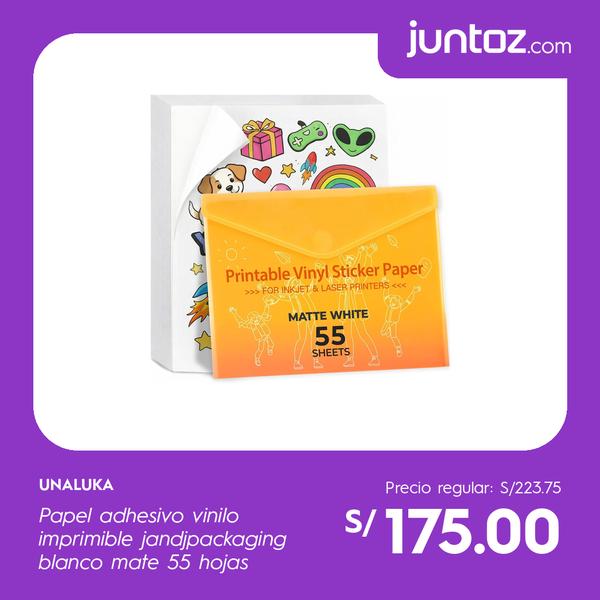 juntoz.com
Printable Vinyl Sticker Paper
>>> FOR INKJET & LASER PRINTERS <<<
MATTE WHITE
55
SHEETS
UNALUKA
Papel adhesivo vinilo
imprimible jandjpackaging
blanco mate 55 hojas
Precio regular: S/223.75
S/175.00